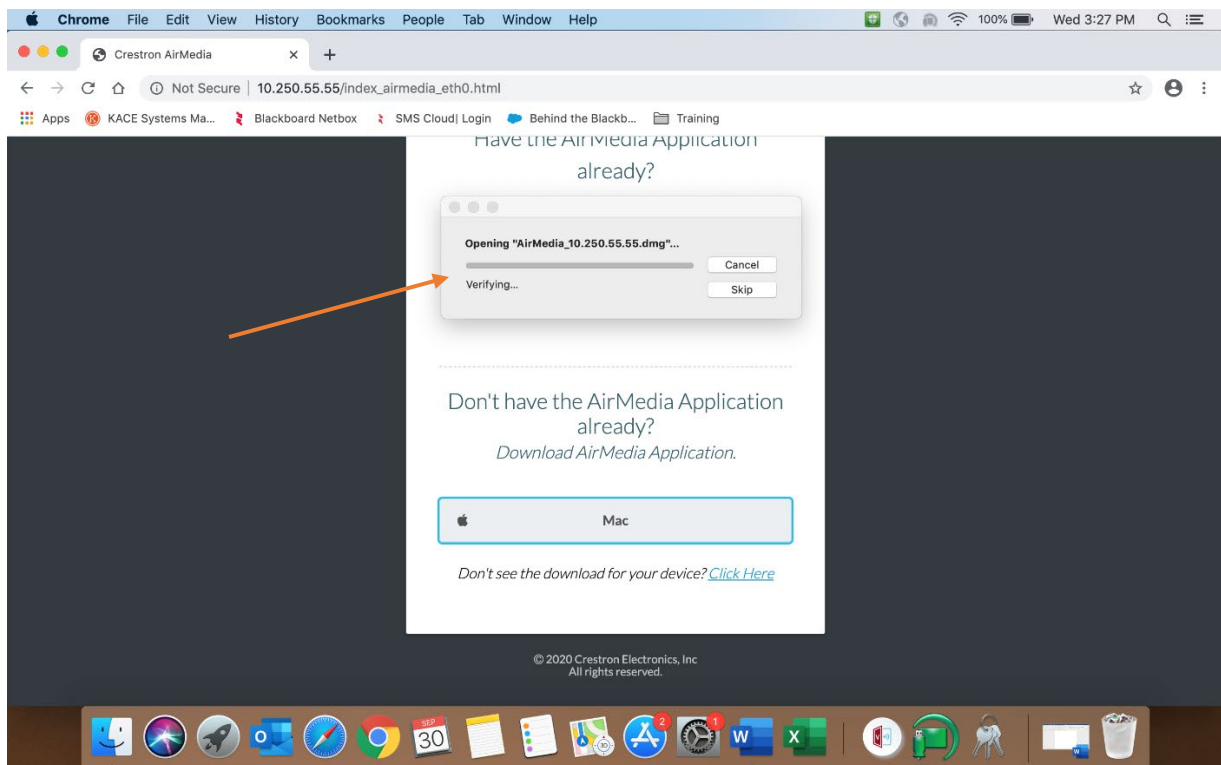 Chrome File Edit View History Bookmarks People Tab Window Help 100% Wed 3:27 PM
Crestron AirMedia
Not Secure | 10.250.55.55/index_airmedia_eth0.html
Apps KACE Systems Ma... Blackboard Netbox SMS Cloud| Login Behind the Blackb... Training
Have the AirMedia Application
already?
Opening "AirMedia_10.250.55.55.dmg"...
Cancel
Verifying...
Skip
Don't have the AirMedia Application
already?
Download AirMedia Application.
Mac
Don't see the download for your device? Click Here
© 2020 Crestron Electronics, Inc
All rights reserved.
SEP
30
2
1
W
X